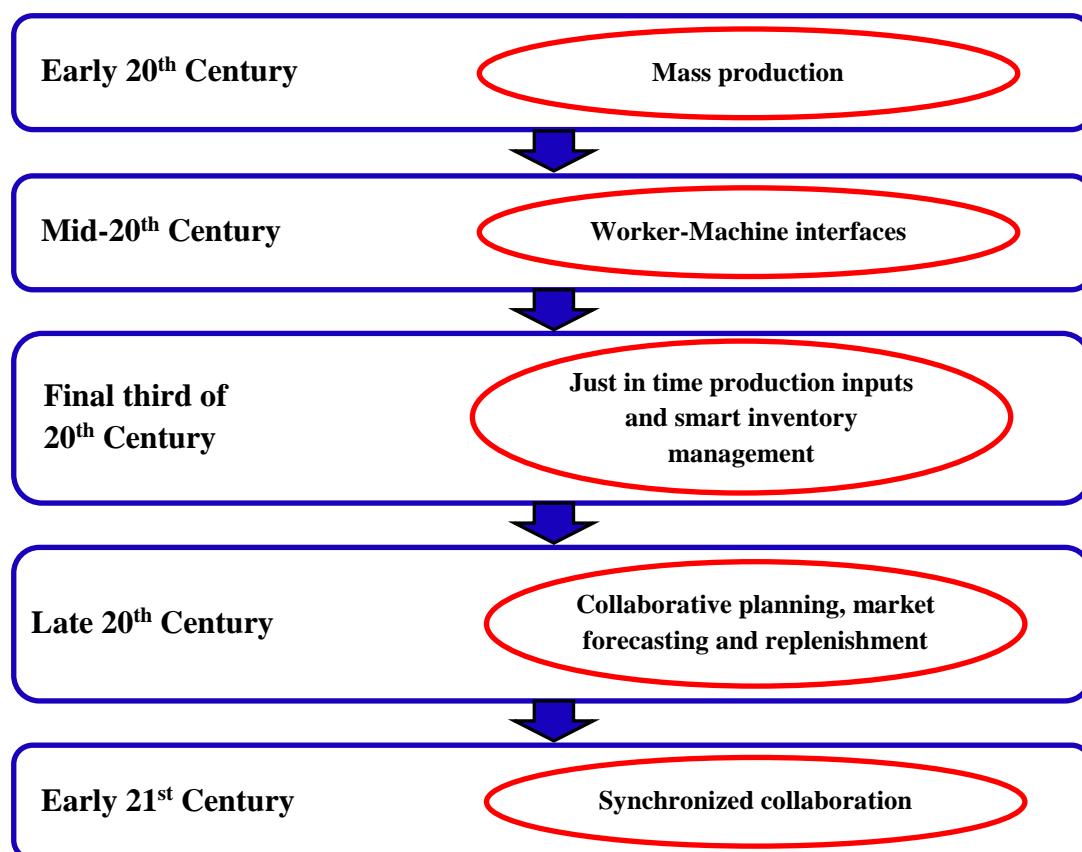 Early 20th Century
Mass production
Mid-20th Century
Worker-Machine interfaces
Final third of
20th Century
Just in time production inputs
and smart inventory
management
Late 20th Century
Collaborative planning, market
forecasting and replenishment
Early 21st Century
Synchronized collaboration